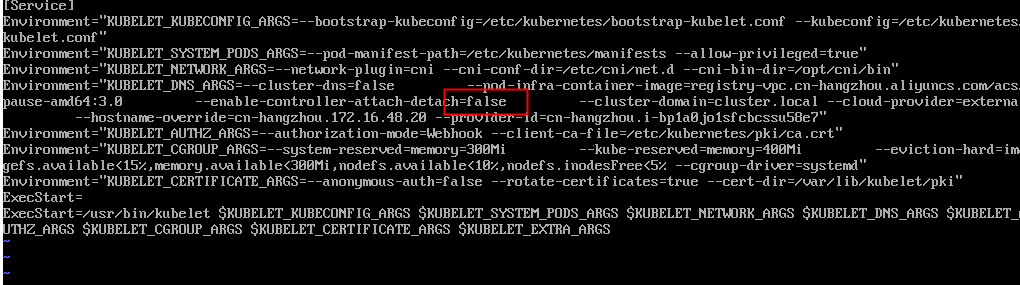 [Service]
Environment="KUBELET_KUBECONFIG_ARGS=--bootstrap-kubeconfig=/etc/kubernetes/bootstrap-kubelet.conf --kubeconfig=/etc/kubernetes/
kubelet.conf"
Environment="KUBELET_SYSTEM_PODS_ARGS=--pod-manifest-path=/etc/kubernetes/manifests --allow-privileged=true"
Environment="KUBELET_NETWORK_ARGS=--network-plugin=cni --cni-conf-dir=/etc/cni/net.d --cni-bin-dir=/opt/cni/bin"
Environment="KUBELET_DNS_ARGS=--cluster-dns=false --pod-infra-container-image=registry-vpc.cn-hangzhou.aliyuncs.com/acs/
pause-amd64:3.0 --enable-controller-attach-detach=false --cluster-domain=cluster.local --cloud-provider=external
--hostname-override=cn-hangzhou.172.16.48.20 --provider-id=cn-hangzhou.i-bp1a0jo1sfcbcssu58e7"
Environment="KUBELET_AUTHZ_ARGS=--authorization-mode=Webhook --client-ca-file=/etc/kubernetes/pki/ca.crt"
Environment="KUBELET_CGROUP_ARGS=--system-reserved=memory=300Mi --kube-reserved=memory=400Mi --eviction-hard=ima
gefs.available<15%,memory.available<300Mi,nodefs.available<10%,nodefs.inodesFree<5% --cgroup-driver=systemd"
Environment="KUBELET_CERTIFICATE_ARGS=--anonymous-auth=false --rotate-certificates=true --cert-dir=/var/lib/kubelet/pki"
ExecStart=
ExecStart=/usr/bin/kubelet $KUBELET_KUBECONFIG_ARGS $KUBELET_SYSTEM_PODS_ARGS $KUBELET_NETWORK_ARGS $KUBELET_DNS_ARGS $KUBELET_A
UTHZ_ARGS $KUBELET_CGROUP_ARGS $KUBELET_CERTIFICATE_ARGS $KUBELET_EXTRA_ARGS
~
~
~